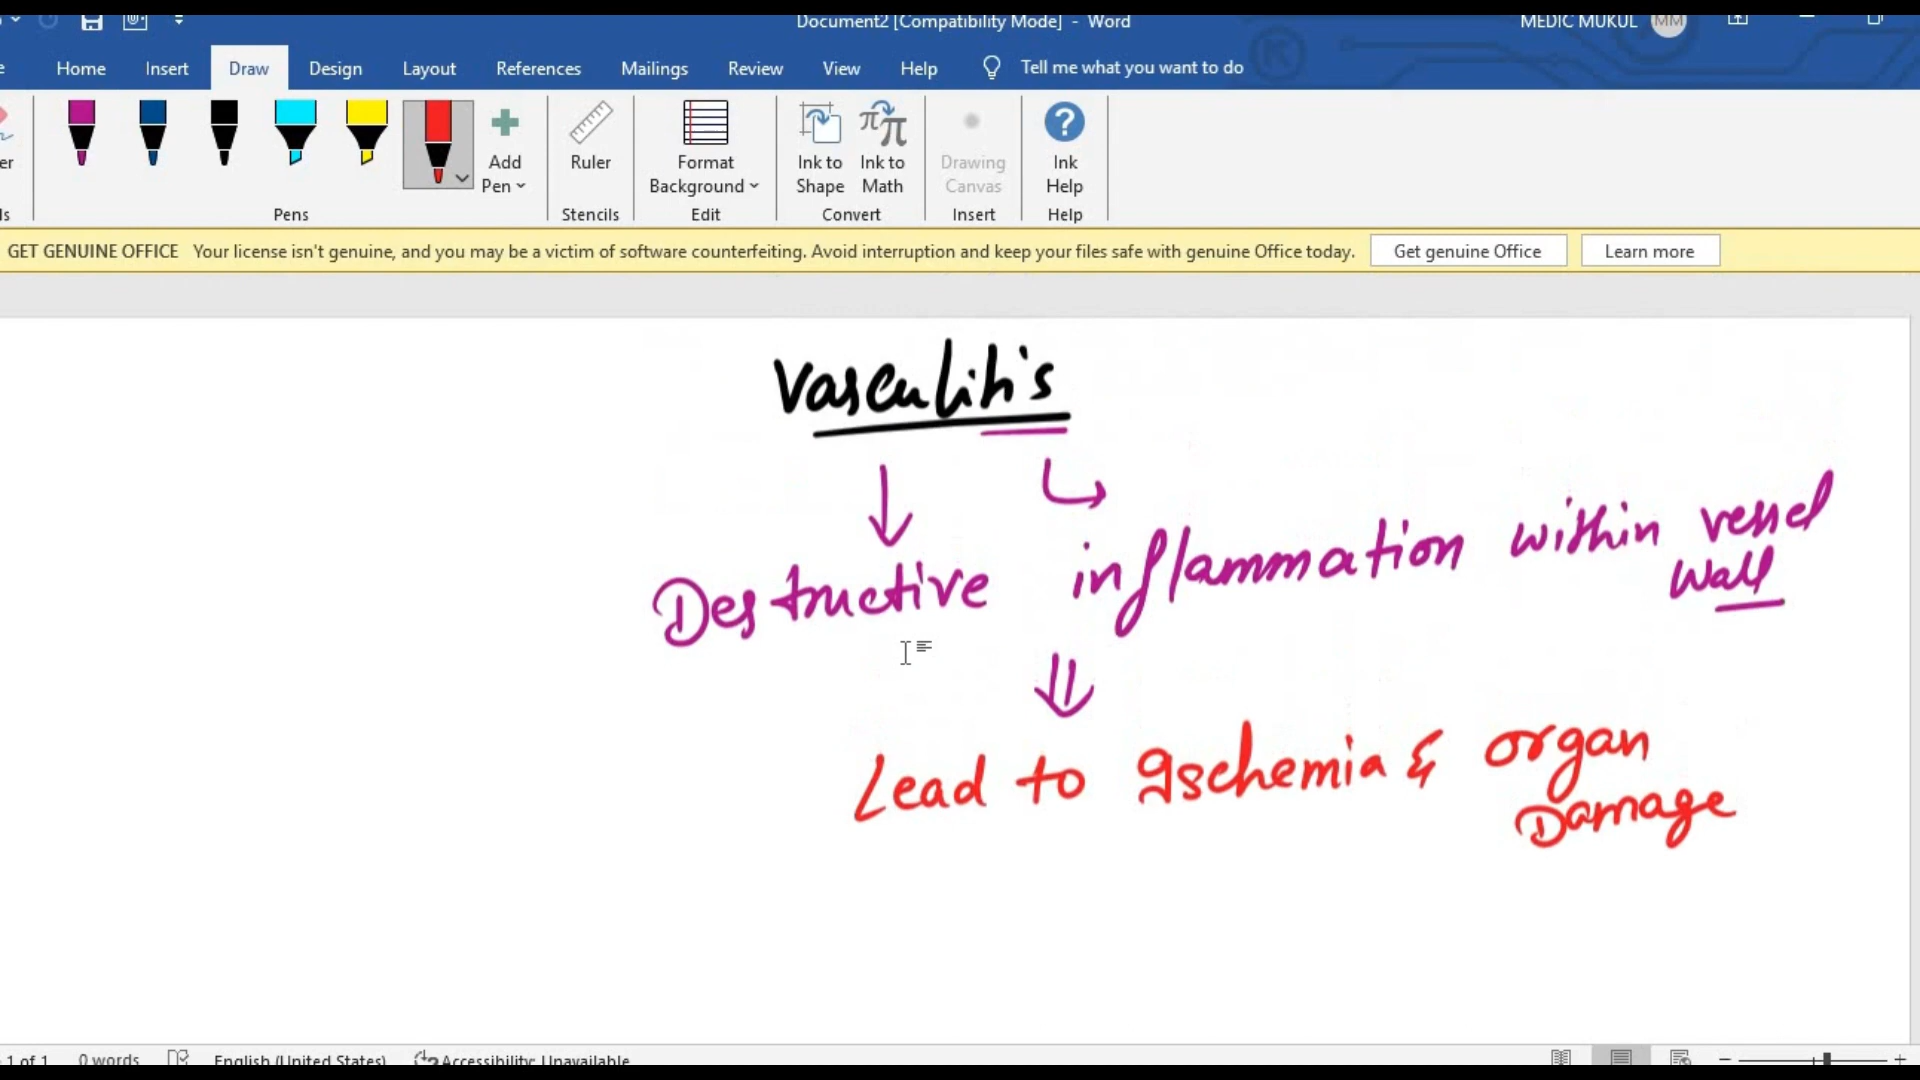 Document2 [Compatibility Mode] - Word
MEDIC MUKUL MM
Home Insert Draw Design Layout References Mailings Review View Help Tell me what you want to do
Add Pen
Ruler
Format Background
Ink to Shape
Ink to Math
Drawing Canvas
Ink Help
Pens Stencils Edit Convert Insert Help
GET GENUINE OFFICE Your license isn't genuine, and you may be a victim of software counterfeiting. Avoid interruption and keep your files safe with genuine Office today. Get genuine Office Learn more
Vasculitis
Destructive inflammation within vessel
Wall
Lead to Ischemia & organ
Damage
1 of 1 0 words English (United States) Accessibility: Unavailable